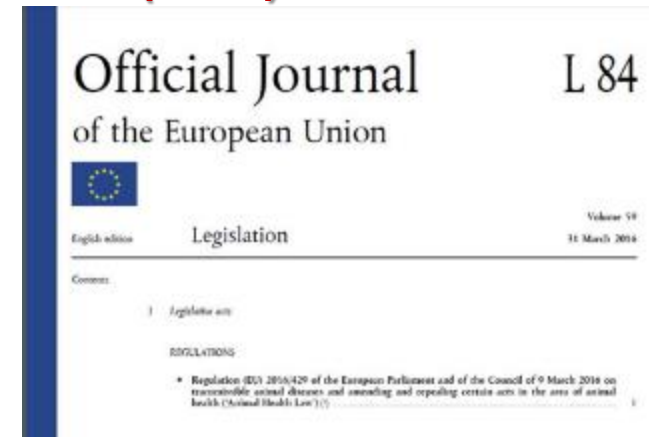 Official Journal L 84
of the European Union
Volume 59
English edition Legislation 31 March 2016
Contents
I Legislative acts
REGULATIONS
• Regulation (EU) 2016/429 of the European Parliament and of the Council of 9 March 2016 on
transmissible animal diseases and amending and repealing certain acts in the area of animal
health (‘Animal Health Law’) (1) 1